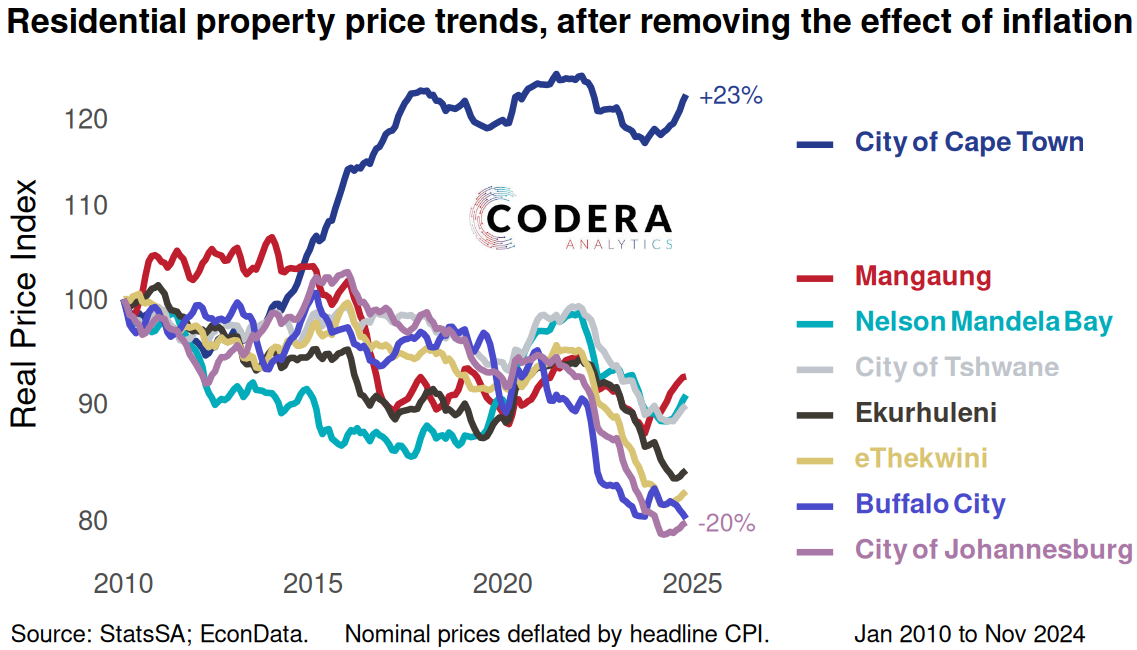 Residential property price trends, after removing the effect of inflation
Real Price Index
120
110
100
90
80
2010
2015
2020
2025
+23%
-20%
CODERA
ANALYTICS
City of Cape Town
Mangaung
Nelson Mandela Bay
City of Tshwane
Ekurhuleni
eThekwini
Buffalo City
City of Johannesburg
Source: StatsSA; EconData. Nominal prices deflated by headline CPI. Jan 2010 to Nov 2024